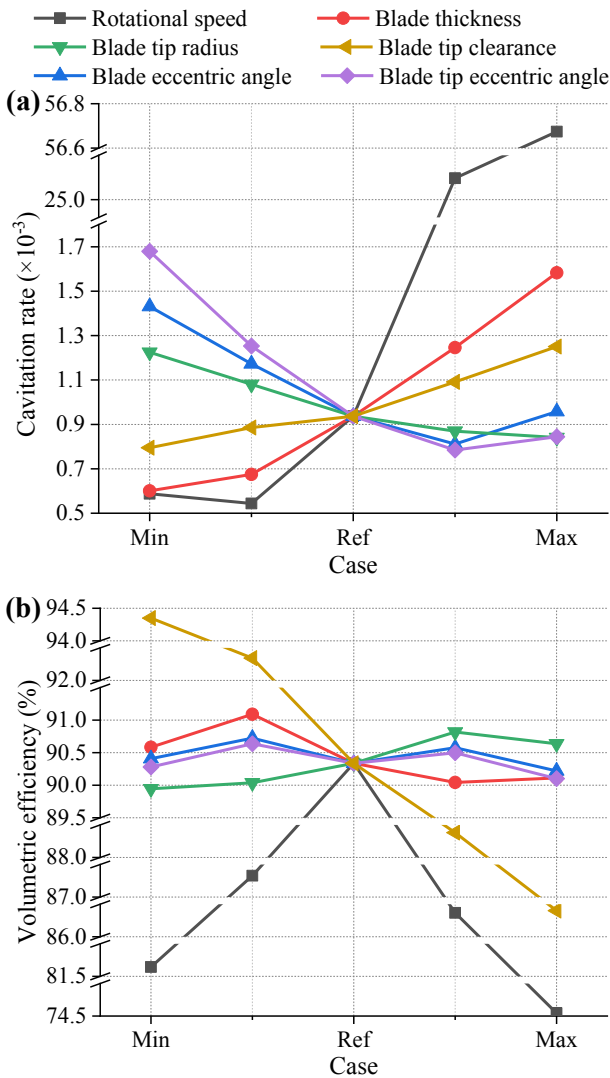 Rotational speed Blade thickness
Blade tip radius Blade tip clearance
Blade eccentric angle Blade tip eccentric angle
(a)
56.8
56.6
25.0
1.7
1.5
1.3
1.1
0.9
0.7
0.5
Cavitation rate (×10⁻³)
Min Ref Max
Case
(b)
94.5
94.0
92.0
91.0
90.5
90.0
89.5
88.0
87.0
86.0
81.5
74.5
Volumetric efficiency (%)
Min Ref Max
Case